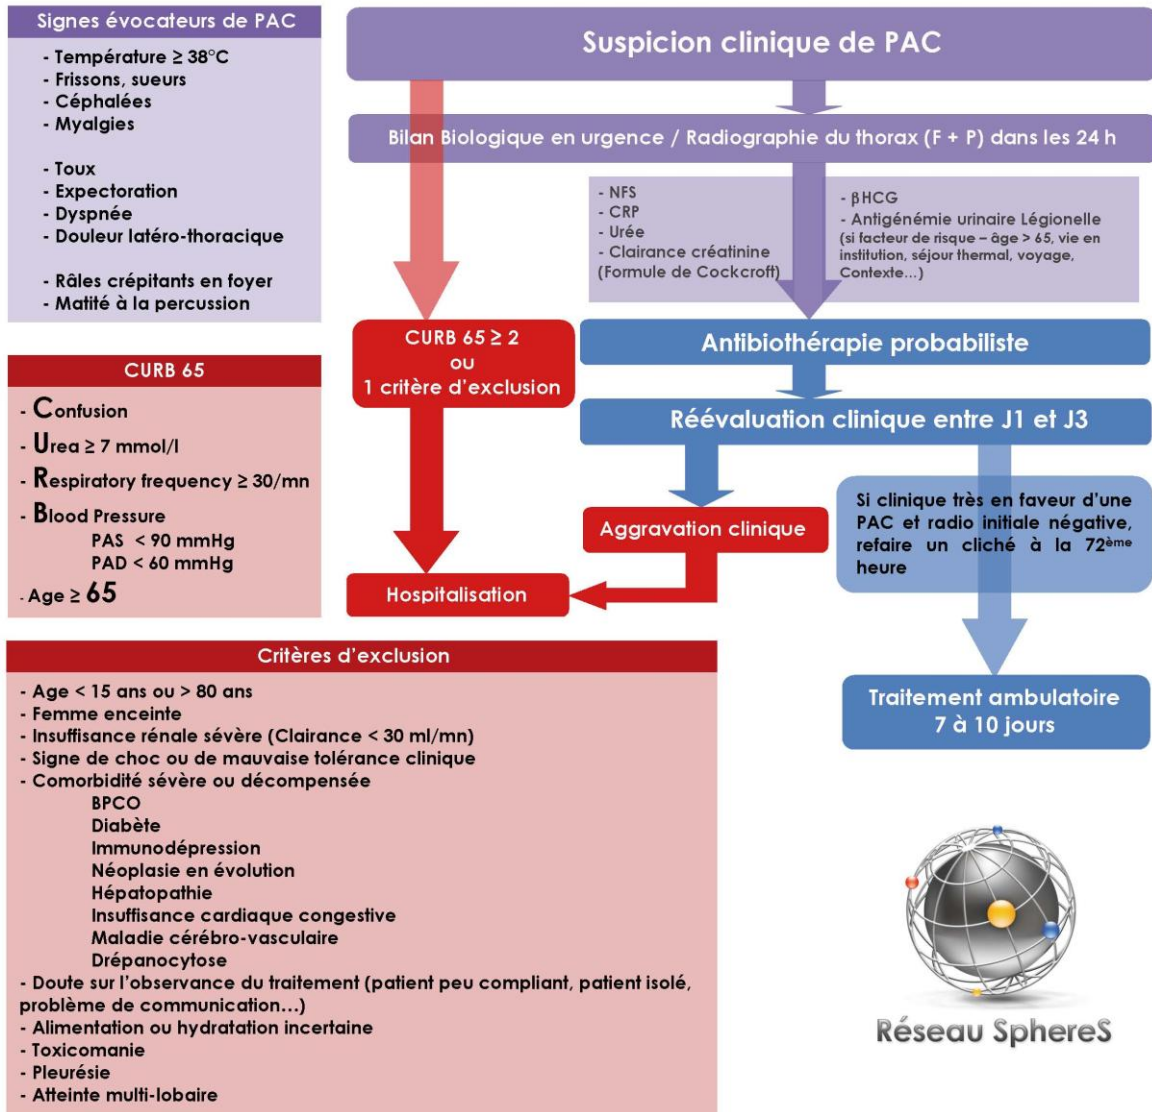 Signes évocateurs de PAC
- Température ≥ 38°C
- Frissons, sueurs
- Céphalées
- Myalgies
- Toux
- Expectoration
- Dyspnée
- Douleur latéro-thoracique
- Râles crépitants en foyer
- Matité à la percussion
Suspicion clinique de PAC
Bilan Biologique en urgence / Radiographie du thorax (F + P) dans les 24 h
- NFS
- CRP
- Urée
- Clairance créatinine
(Formule de Cockcroft)
- βHCG
- Antigénémie urinaire Légionelle
(si facteur de risque – âge > 65, vie en
institution, séjour thermal, voyage,
Contexte...)
CURB 65 ≥ 2
ou
1 critère d'exclusion
Antibiothérapie probabiliste
Réévaluation clinique entre J1 et J3
Aggravation clinique
Si clinique très en faveur d'une
PAC et radio initiale négative,
refaire un cliché à la 72ème
heure
Hospitalisation
Traitement ambulatoire
7 à 10 jours
CURB 65
- Confusion
- Urea ≥ 7 mmol/l
- Respiratory frequency ≥ 30/mn
- Blood Pressure
PAS < 90 mmHg
PAD < 60 mmHg
- Age ≥ 65
Critères d'exclusion
- Age < 15 ans ou > 80 ans
- Femme enceinte
- Insuffisance rénale sévère (Clairance < 30 ml/mn)
- Signe de choc ou de mauvaise tolérance clinique
- Comorbidité sévère ou décompensée
BPCO
Diabète
Immunodépression
Néoplasie en évolution
Hépatopathie
Insuffisance cardiaque congestive
Maladie cérébro-vasculaire
Drépanocytose
- Doute sur l'observance du traitement (patient peu compliant, patient isolé,
problème de communication...)
- Alimentation ou hydratation incertaine
- Toxicomanie
- Pleurésie
- Atteinte multi-lobaire
Réseau SphereS